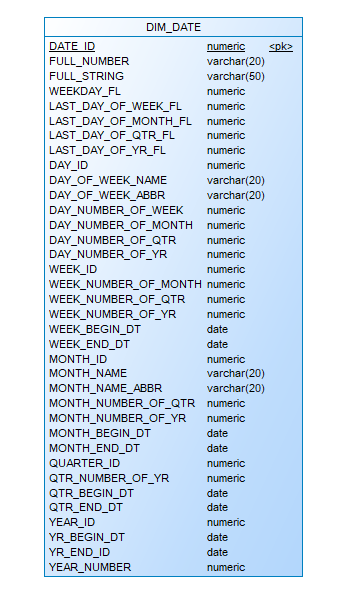 DIM_DATE
DATE_ID numeric <pk>
FULL_NUMBER varchar(20)
FULL_STRING varchar(50)
WEEKDAY_FL numeric
LAST_DAY_OF_WEEK_FL numeric
LAST_DAY_OF_MONTH_FL numeric
LAST_DAY_OF_QTR_FL numeric
LAST_DAY_OF_YR_FL numeric
DAY_ID numeric
DAY_OF_WEEK_NAME varchar(20)
DAY_OF_WEEK_ABBR varchar(20)
DAY_NUMBER_OF_WEEK numeric
DAY_NUMBER_OF_MONTH numeric
DAY_NUMBER_OF_QTR numeric
DAY_NUMBER_OF_YR numeric
WEEK_ID numeric
WEEK_NUMBER_OF_MONTH numeric
WEEK_NUMBER_OF_QTR numeric
WEEK_NUMBER_OF_YR numeric
WEEK_BEGIN_DT date
WEEK_END_DT date
MONTH_ID numeric
MONTH_NAME varchar(20)
MONTH_NAME_ABBR varchar(20)
MONTH_NUMBER_OF_QTR numeric
MONTH_NUMBER_OF_YR numeric
MONTH_BEGIN_DT date
MONTH_END_DT date
QUARTER_ID numeric
QTR_NUMBER_OF_YR numeric
QTR_BEGIN_DT date
QTR_END_DT date
YEAR_ID numeric
YR_BEGIN_DT date
YR_END_ID date
YEAR_NUMBER numeric